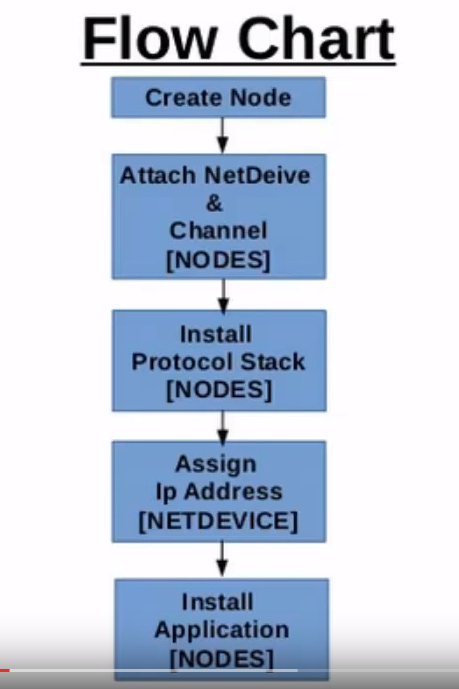 Flow Chart
Create Node
Attach NetDeive
&
Channel
[NODES]
Install
Protocol Stack
[NODES]
Assign
Ip Address
[NETDEVICE]
Install
Application
[NODES]